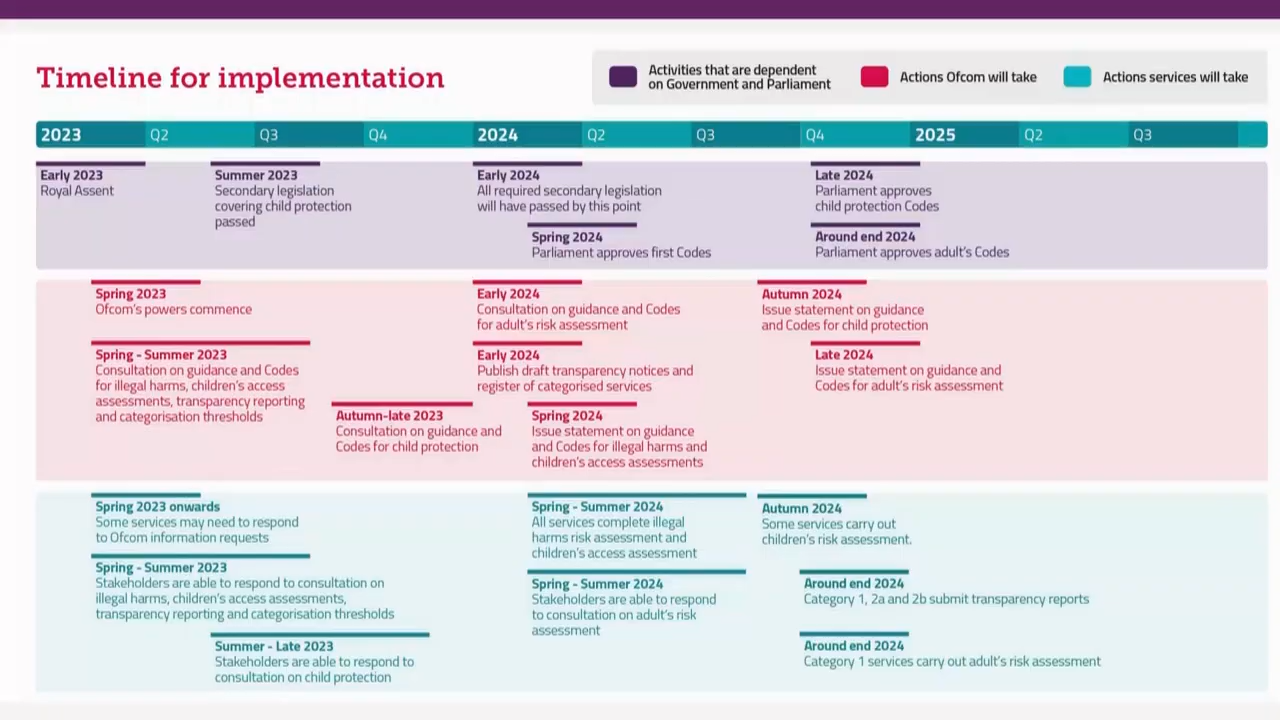 Timeline for implementation
Activities that are dependent
on Government and Parliament
Actions Ofcom will take
Actions services will take
2023 Q2 Q3 Q4 2024 Q2 Q3 Q4 2025 Q2 Q3
Early 2023
Royal Assent
Summer 2023
Secondary legislation
covering child protection
passed
Early 2024
All required secondary legislation
will have passed by this point
Spring 2024
Parliament approves first Codes
Late 2024
Parliament approves
child protection Codes
Around end 2024
Parliament approves adult's Codes
Spring 2023
Ofcom's powers commence
Spring - Summer 2023
Consultation on guidance and Codes
for illegal harms, children's access
assessments, transparency reporting
and categorisation thresholds
Autumn-late 2023
Consultation on guidance and
Codes for child protection
Early 2024
Consultation on guidance and Codes
for adult's risk assessment
Early 2024
Publish draft transparency notices and
register of categorised services
Spring 2024
Issue statement on guidance
and Codes for illegal harms and
children's access assessments
Autumn 2024
Issue statement on guidance
and Codes for child protection
Late 2024
Issue statement on guidance and
Codes for adult's risk assessment
Spring 2023 onwards
Some services may need to respond
to Ofcom information requests
Spring - Summer 2023
Stakeholders are able to respond to consultation on
illegal harms, children's access assessments,
transparency reporting and categorisation thresholds
Summer - Late 2023
Stakeholders are able to respond to
consultation on child protection
Spring - Summer 2024
All services complete illegal
harms risk assessment and
children's access assessment
Spring - Summer 2024
Stakeholders are able to respond
to consultation on adult's risk
assessment
Autumn 2024
Some services carry out
children's risk assessment.
Around end 2024
Category 1, 2a and 2b submit transparency reports
Around end 2024
Category 1 services carry out adult's risk assessment